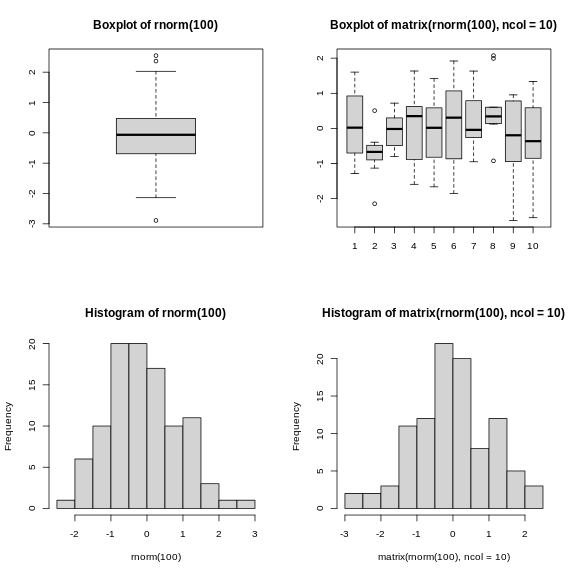 Boxplot of rnorm(100)
2
1
0
-1
-2
-3
Boxplot of matrix(rnorm(100), ncol = 10)
2
1
0
-1
-2
1 2 3 4 5 6 7 8 9 10
Histogram of rnorm(100)
Frequency
20
15
10
5
0
-2 -1 0 1 2 3
rnorm(100)
Histogram of matrix(rnorm(100), ncol = 10)
Frequency
20
15
10
5
0
-3 -2 -1 0 1 2
matrix(rnorm(100), ncol = 10)